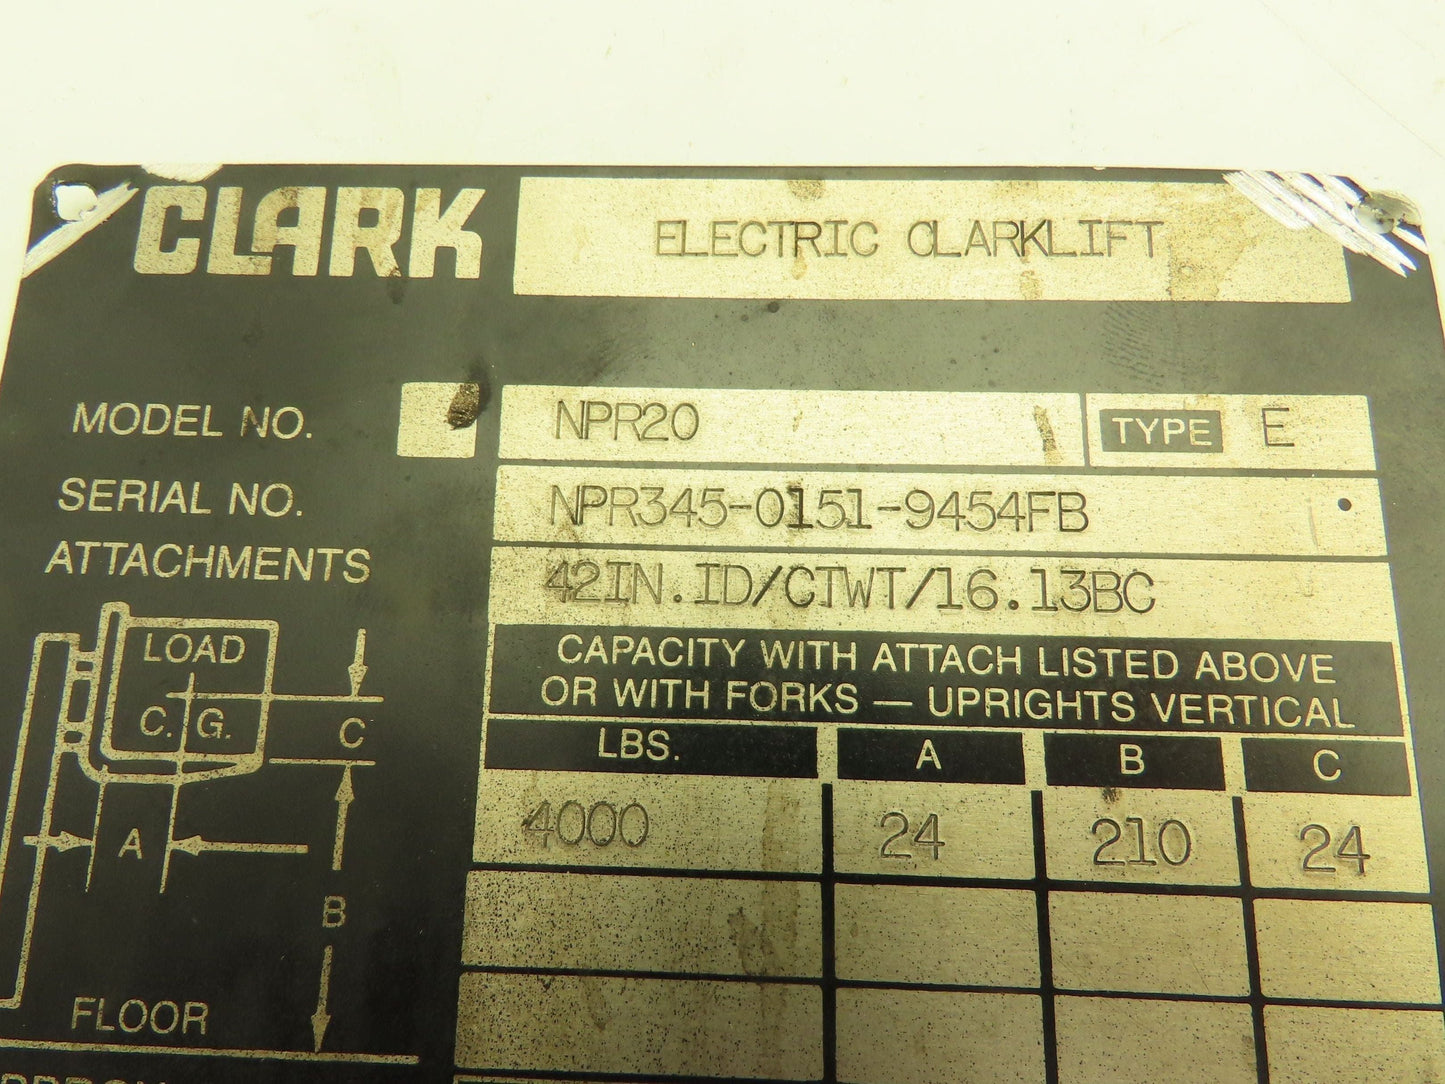 CLARK ELECTRIC CLARKLIFT
MODEL NO. NPR20 TYPE E
SERIAL NO. NPR345-0151-9454FB
ATTACHMENTS 42IN.ID/CTWT/16.13BC
CAPACITY WITH ATTACH LISTED ABOVE
OR WITH FORKS — UPRIGHTS VERTICAL
LBS. A B C
4000 24 210 24
LOAD
C. G.
C
A
B
FLOOR